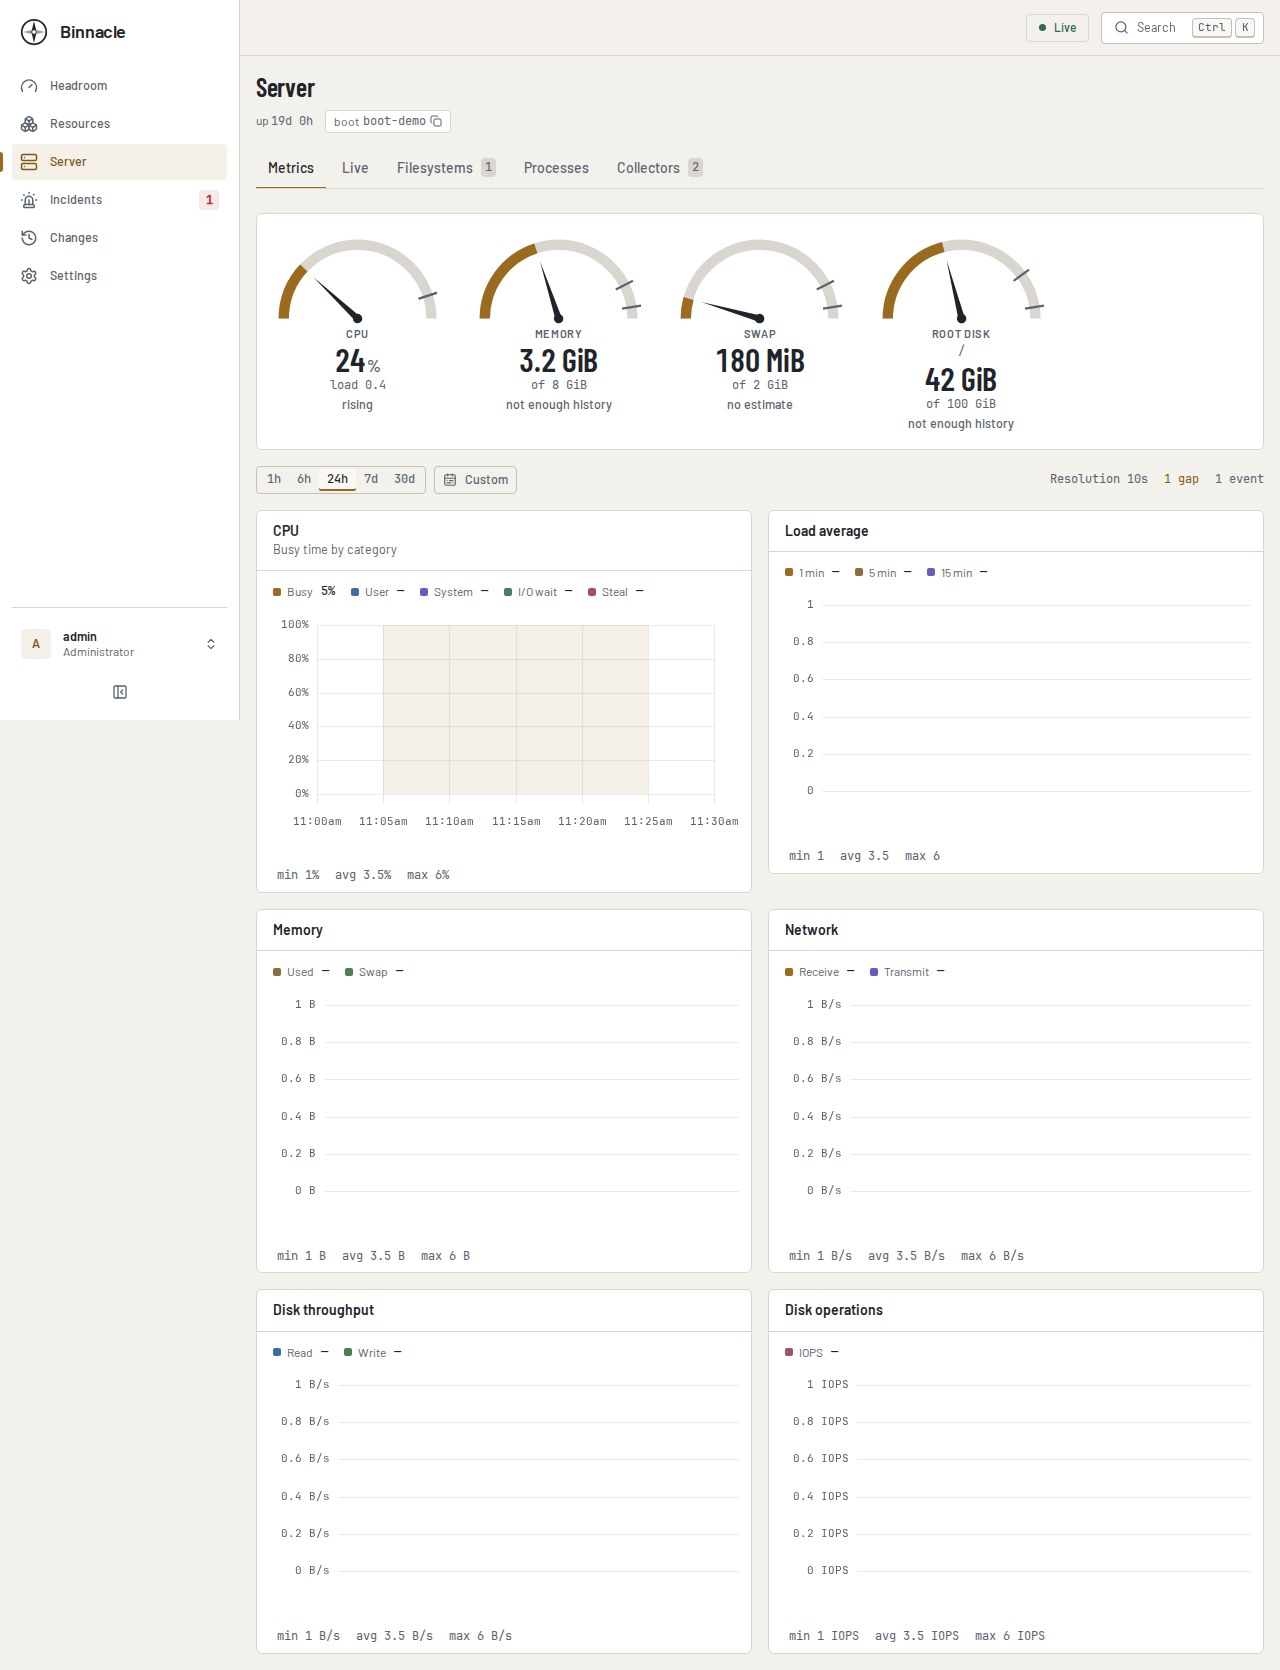 Binnacle
Headroom
Resources
Server
Incidents 1
Changes
Settings
A admin
Administrator
Live
Search Ctrl K
Server
up 19d 0h boot boot-demo
Metrics Live Filesystems 1 Processes Collectors 2
CPU
24%
load 0.4
rising
MEMORY
3.2 GiB
of 8 GiB
not enough history
SWAP
180 MiB
of 2 GiB
no estimate
ROOT DISK
/
42 GiB
of 100 GiB
not enough history
1h 6h 24h 7d 30d Custom
Resolution 10s 1 gap 1 event
CPU
Busy time by category
Busy 5% User — System — I/O wait — Steal —
100%
80%
60%
40%
20%
0%
11:00am 11:05am 11:10am 11:15am 11:20am 11:25am 11:30am
min 1% avg 3.5% max 6%
Load average
1 min — 5 min — 15 min —
1
0.8
0.6
0.4
0.2
0
min 1 avg 3.5 max 6
Memory
Used — Swap —
1 B
0.8 B
0.6 B
0.4 B
0.2 B
0 B
min 1 B avg 3.5 B max 6 B
Network
Receive — Transmit —
1 B/s
0.8 B/s
0.6 B/s
0.4 B/s
0.2 B/s
0 B/s
min 1 B/s avg 3.5 B/s max 6 B/s
Disk throughput
Read — Write —
1 B/s
0.8 B/s
0.6 B/s
0.4 B/s
0.2 B/s
0 B/s
min 1 B/s avg 3.5 B/s max 6 B/s
Disk operations
IOPS —
1 IOPS
0.8 IOPS
0.6 IOPS
0.4 IOPS
0.2 IOPS
0 IOPS
min 1 IOPS avg 3.5 IOPS max 6 IOPS